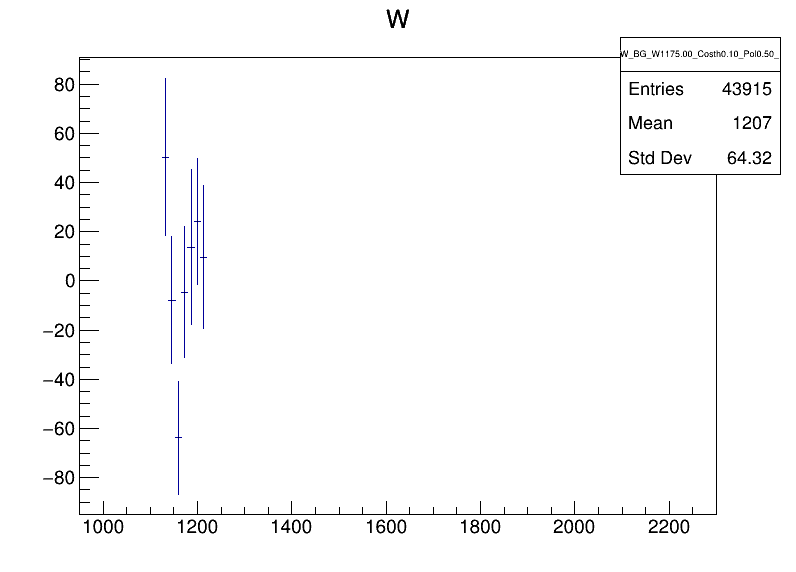 W
W_BG_W1175.00_Costh0.10_Pol0.50_
Entries 43915
Mean 1207
Std Dev 64.32
80
60
40
20
0
−20
−40
−60
−80
1000 1200 1400 1600 1800 2000 2200